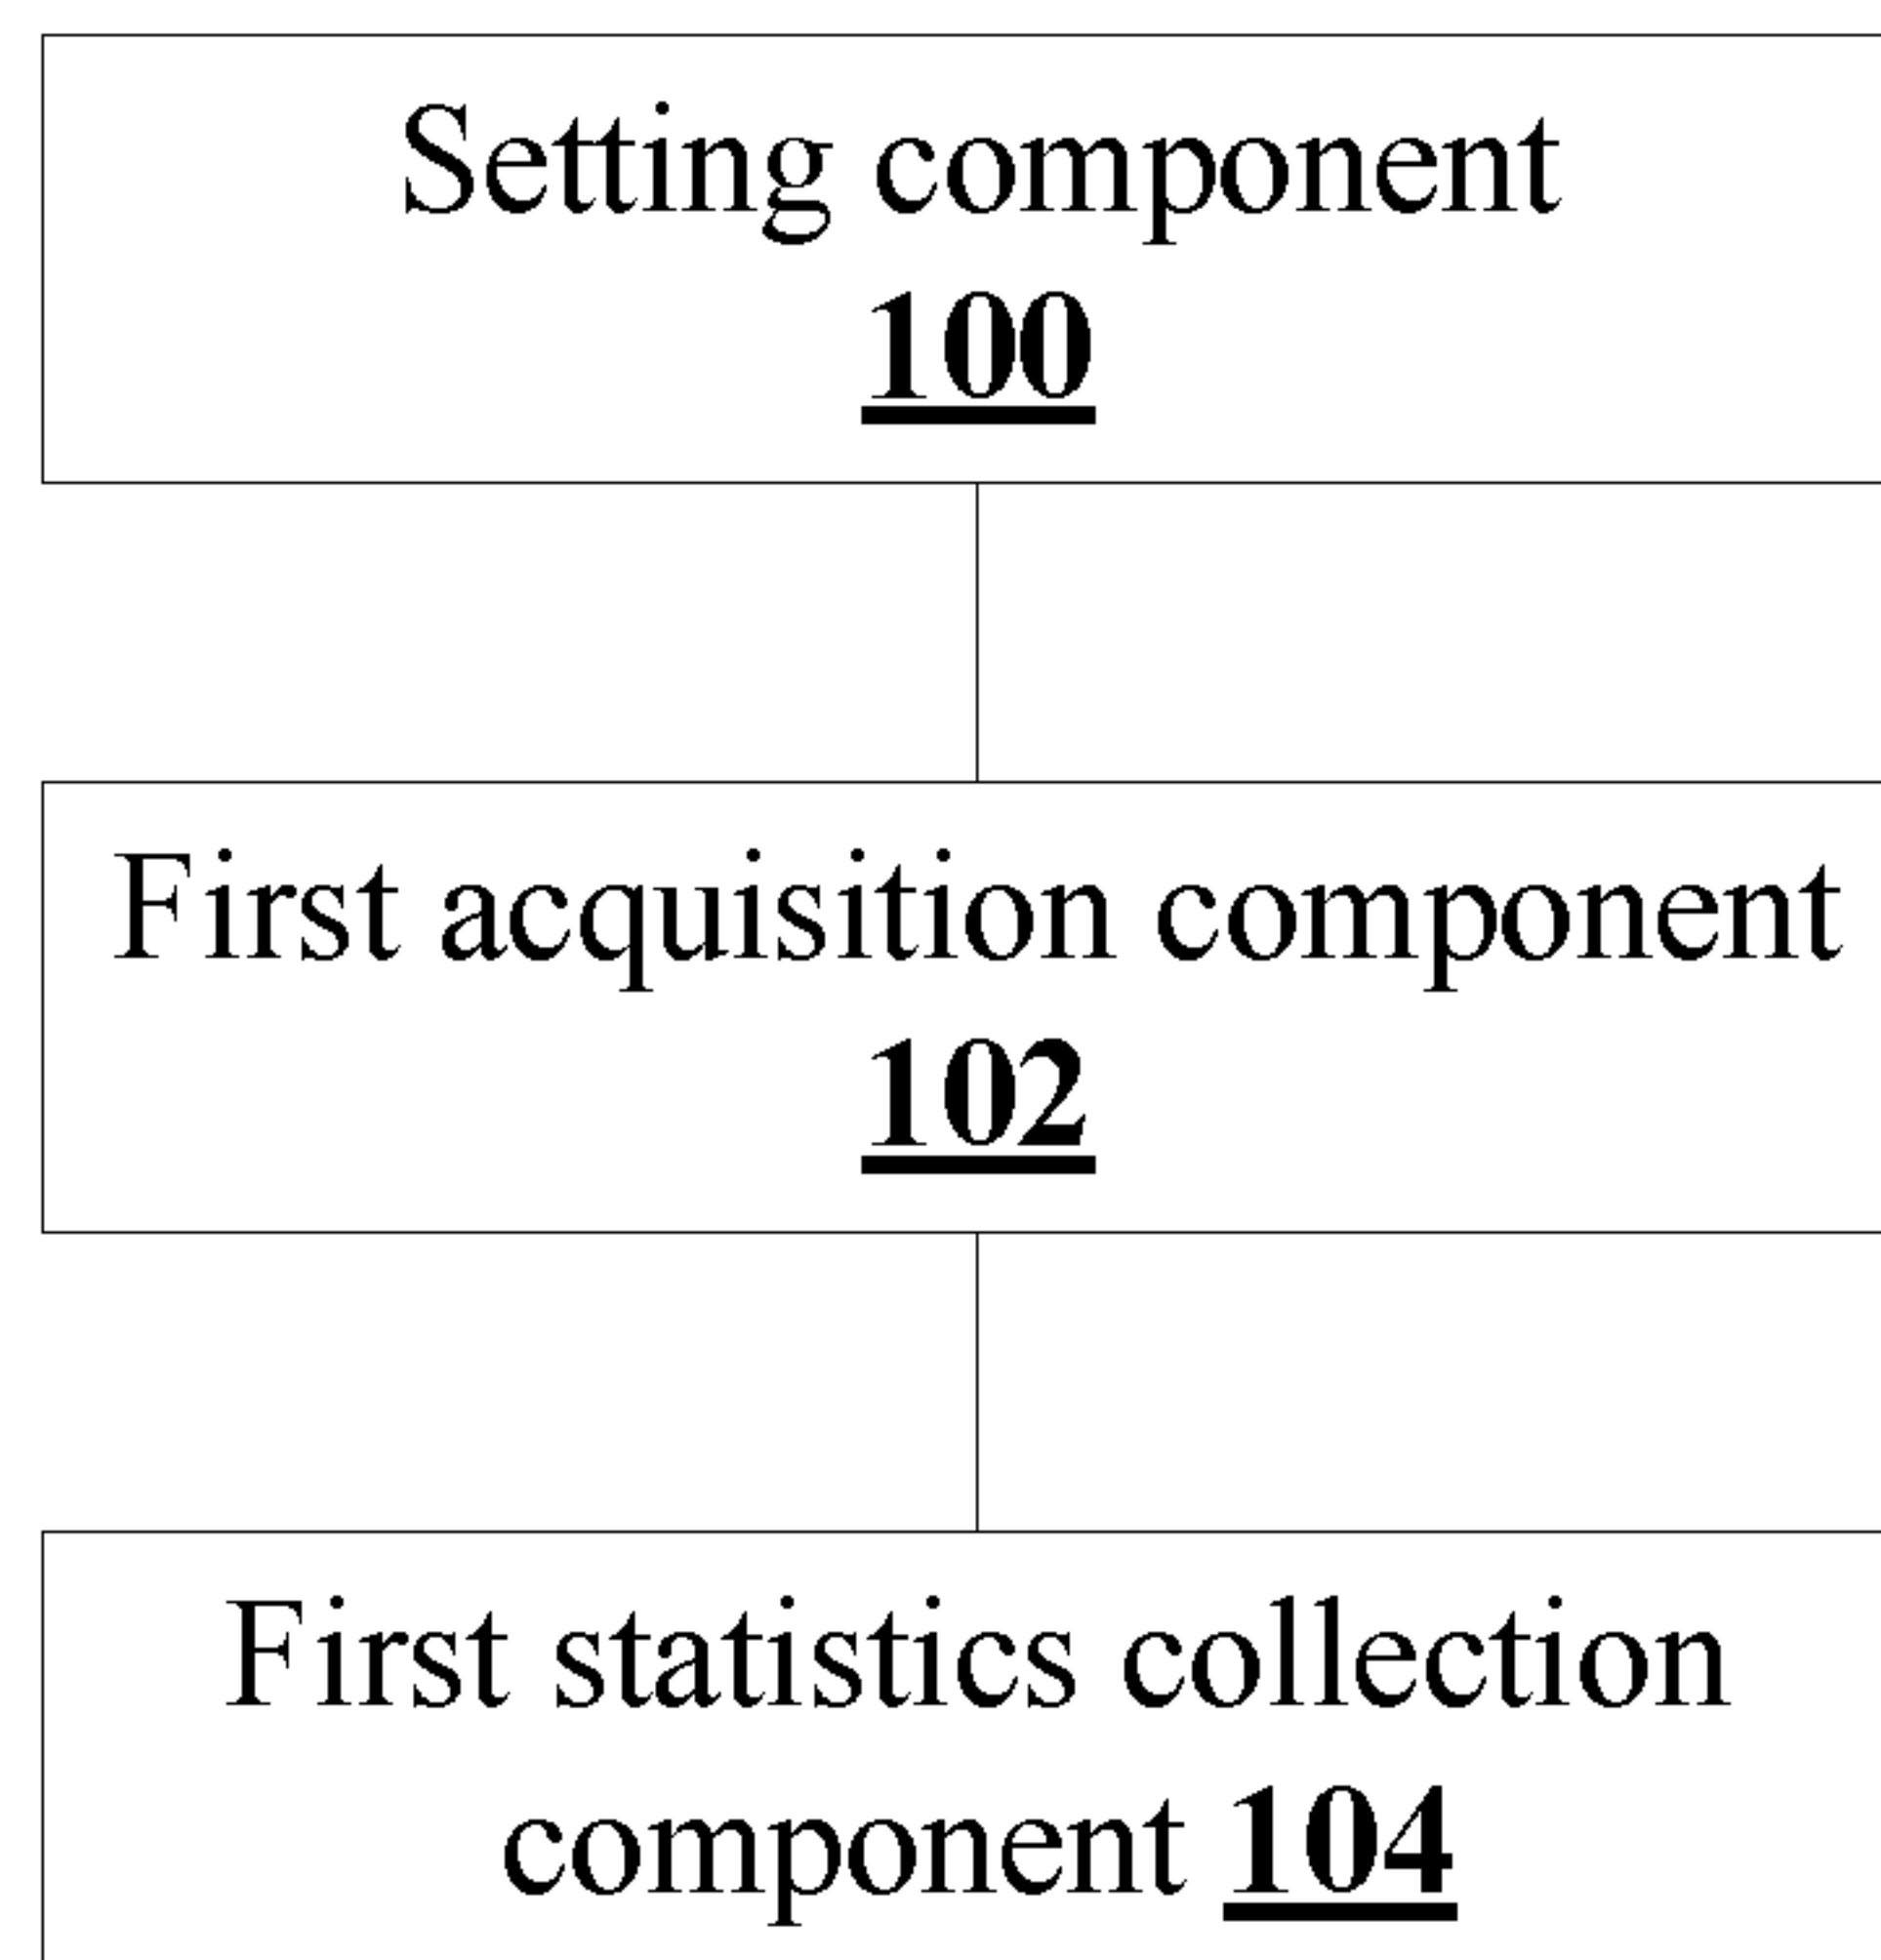 Setting component
100
First acquisition component
102
First statistics collection
component 104